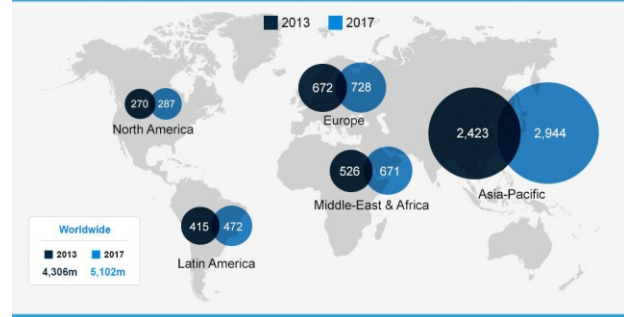 2013 2017
270 287
North America
672 728
Europe
2,423 2,944
Asia-Pacific
526 671
Middle-East & Africa
415 472
Latin America
Worldwide
2013 2017
4,306m 5,102m